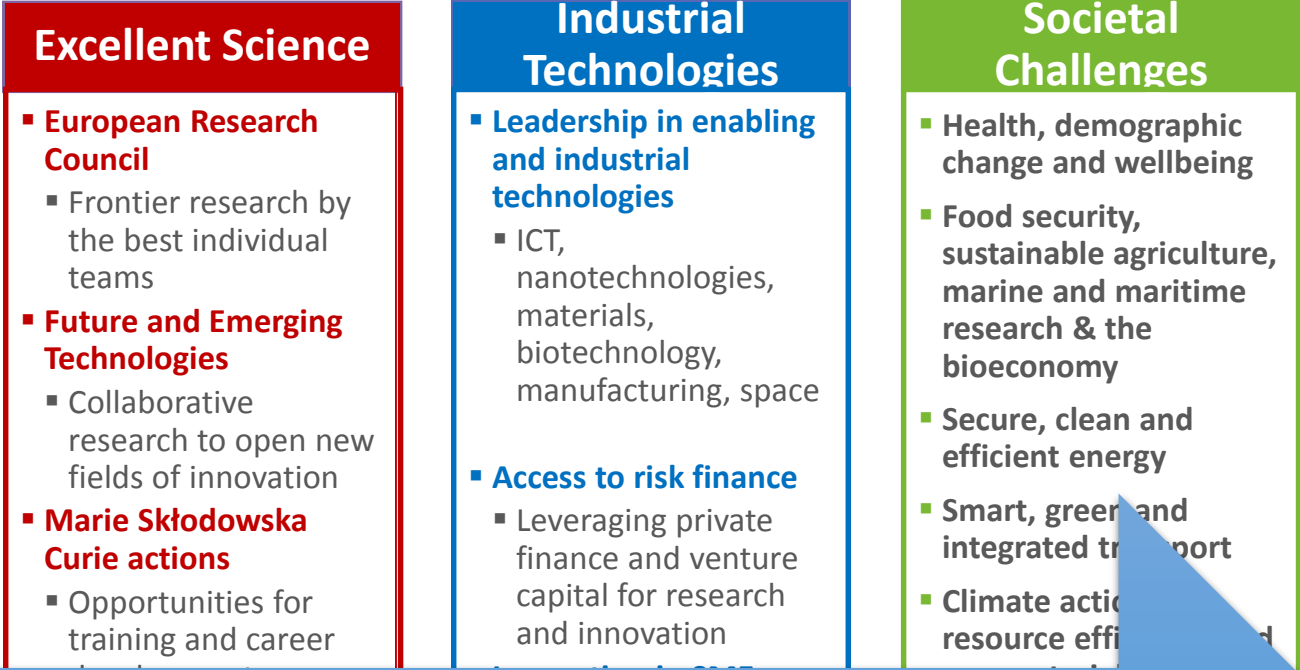 Excellent Science
▪ European Research
Council
▪ Frontier research by
the best individual
teams
▪ Future and Emerging
Technologies
▪ Collaborative
research to open new
fields of innovation
▪ Marie Skłodowska
Curie actions
▪ Opportunities for
training and career
Industrial
Technologies
▪ Leadership in enabling
and industrial
technologies
▪ ICT,
nanotechnologies,
materials,
biotechnology,
manufacturing, space
▪ Access to risk finance
▪ Leveraging private
finance and venture
capital for research
and innovation
Societal
Challenges
▪ Health, demographic
change and wellbeing
▪ Food security,
sustainable agriculture,
marine and maritime
research & the
bioeconomy
▪ Secure, clean and
efficient energy
▪ Smart, green and
integrated transport
▪ Climate
resource